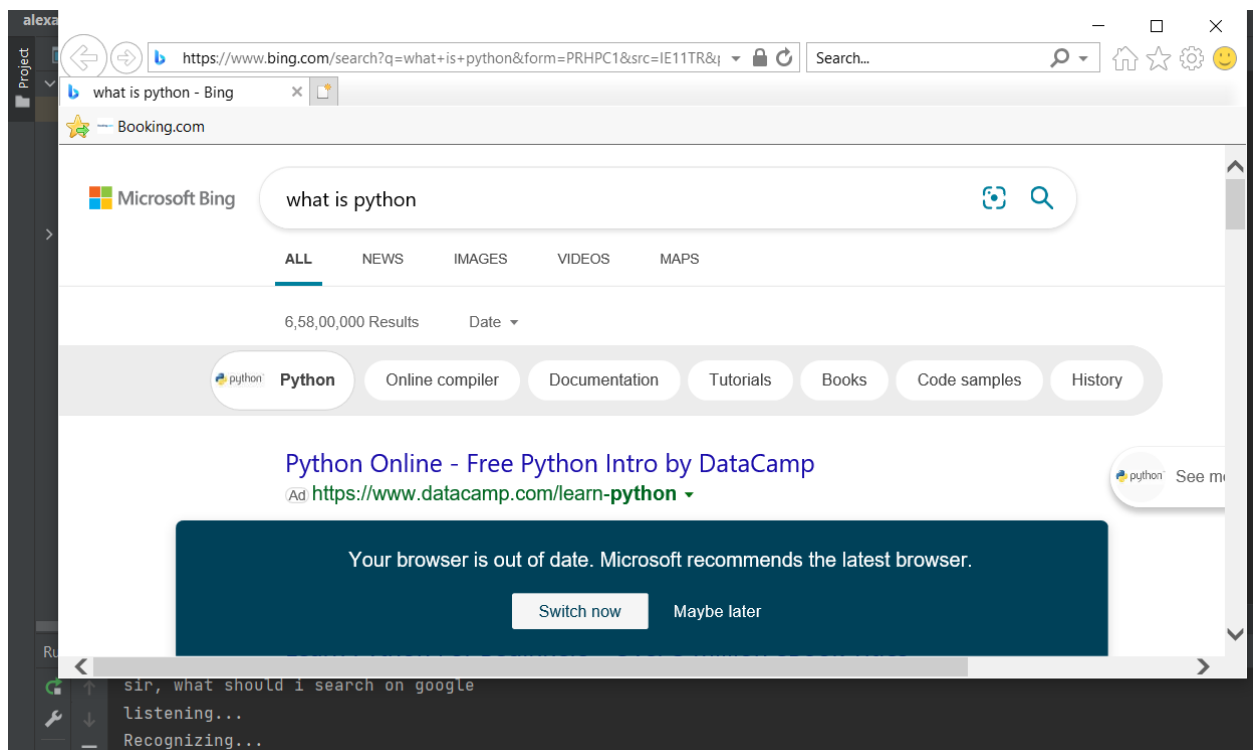 alexa
https://www.bing.com/search?q=what+is+python&form=PRHPC1&src=IE11TR&
Search...
Project
what is python - Bing
Booking.com
Microsoft Bing
what is python
ALL NEWS IMAGES VIDEOS MAPS
6,58,00,000 Results Date
python Python Online compiler Documentation Tutorials Books Code samples History
Python Online - Free Python Intro by DataCamp
Ad https://www.datacamp.com/learn-python
python See m
Your browser is out of date. Microsoft recommends the latest browser.
Switch now Maybe later
Ru
sir, what should i search on google
listening...
Recognizing...